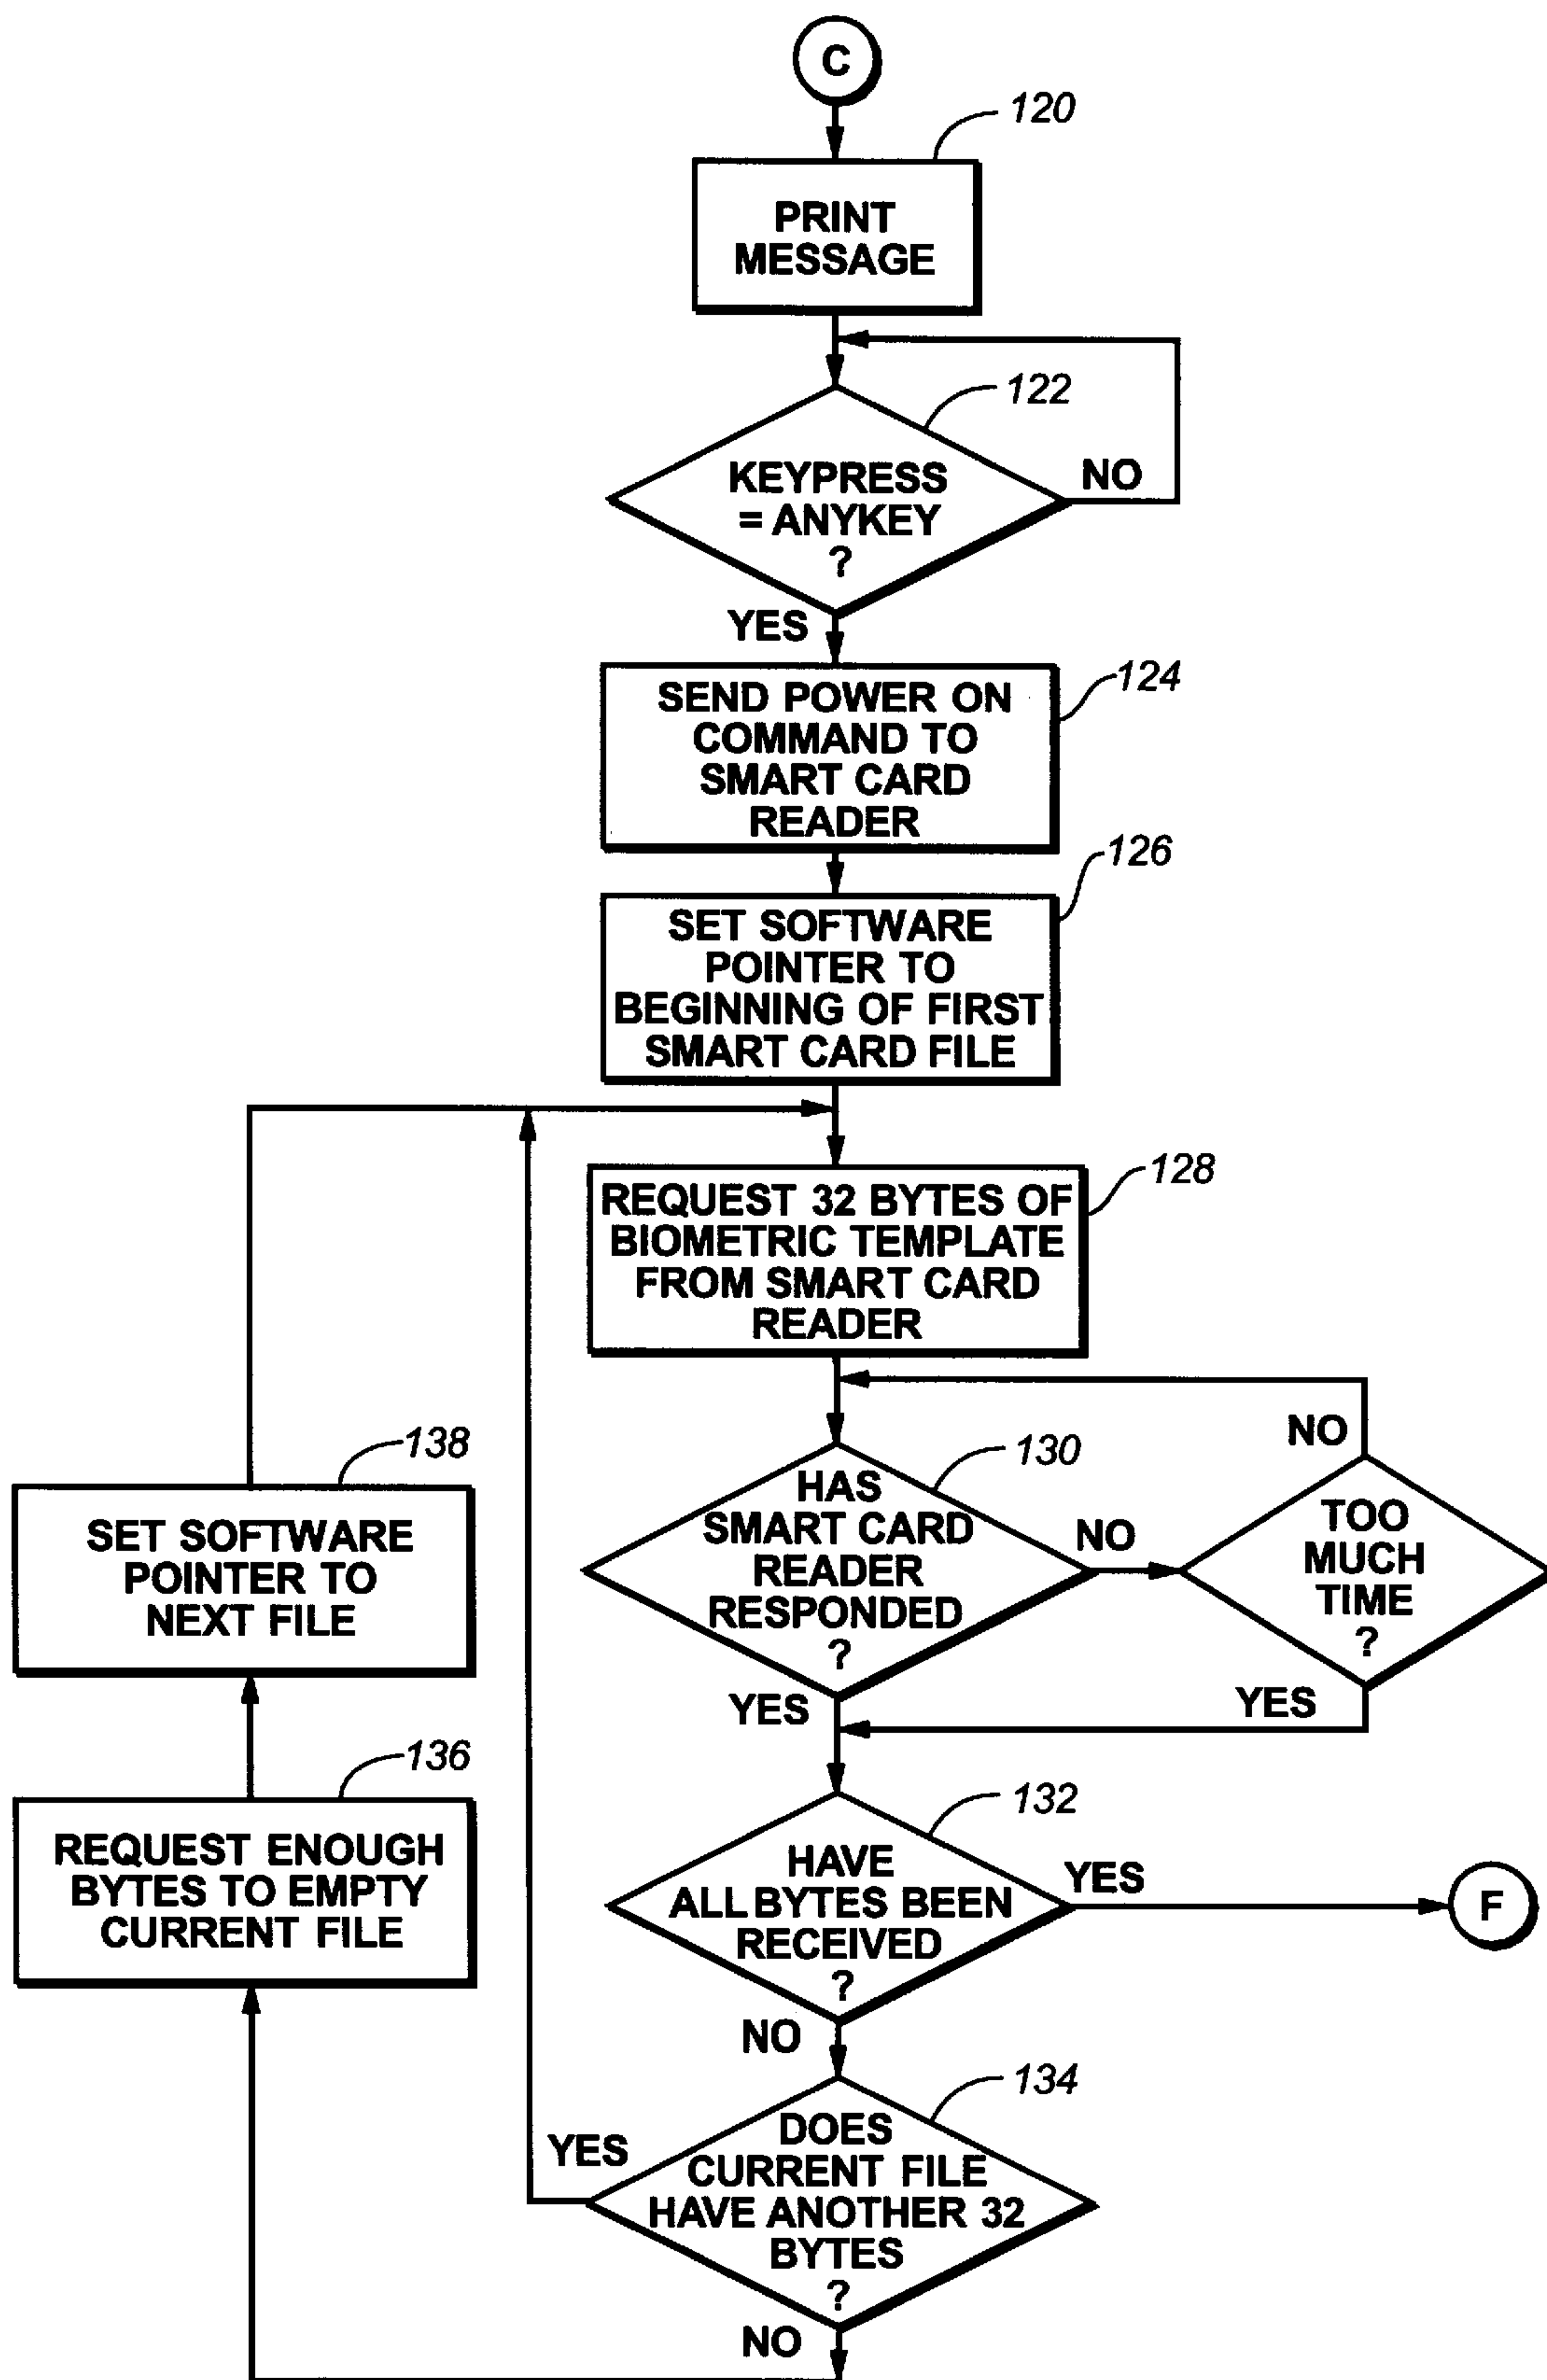 C
120
PRINT
MESSAGE
122
KEYPRESS
= ANYKEY
?
NO
YES
124
SEND POWER ON
COMMAND TO
SMART CARD
READER
126
SET SOFTWARE
POINTER TO
BEGINNING OF FIRST
SMART CARD FILE
128
REQUEST 32 BYTES OF
BIOMETRIC TEMPLATE
FROM SMART CARD
READER
130
HAS
SMART CARD
READER
RESPONDED
?
NO
TOO
MUCH
TIME
?
NO
YES
YES
132
HAVE
ALL BYTES BEEN
RECEIVED
?
YES
F
NO
134
DOES
CURRENT FILE
HAVE ANOTHER 32
BYTES
?
YES
NO
136
REQUEST ENOUGH
BYTES TO EMPTY
CURRENT FILE
138
SET SOFTWARE
POINTER TO
NEXT FILE